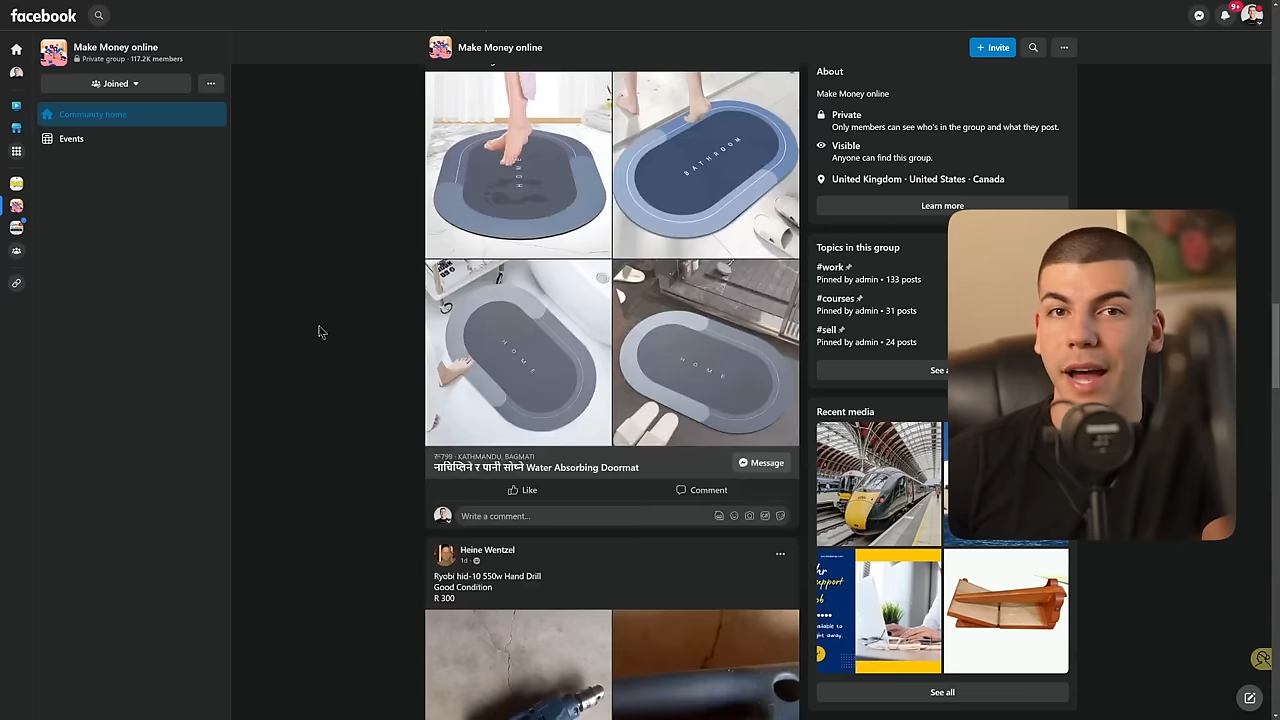 facebook
9+
Make Money online
Private group · 117.2K members
Joined
Community home
Events
Make Money online
Invite
BATHROOM
HOME
HOME
799 · KATHMANDU, BAGMATI
नाचिप्लिने र पानी सोच्ने Water Absorbing Doormat
Message
Like
Comment
Write a comment...
Heine Wentzel
1d
Ryobi hid-10 550w Hand Drill
Good Condition
R 300
About
Make Money online
Private
Only members can see who's in the group and what they post.
Visible
Anyone can find this group.
United Kingdom · United States · Canada
Learn more
Topics in this group
#work
Pinned by admin • 133 posts
#courses
Pinned by admin • 31 posts
#sell
Pinned by admin • 24 posts
See
Recent media
See all